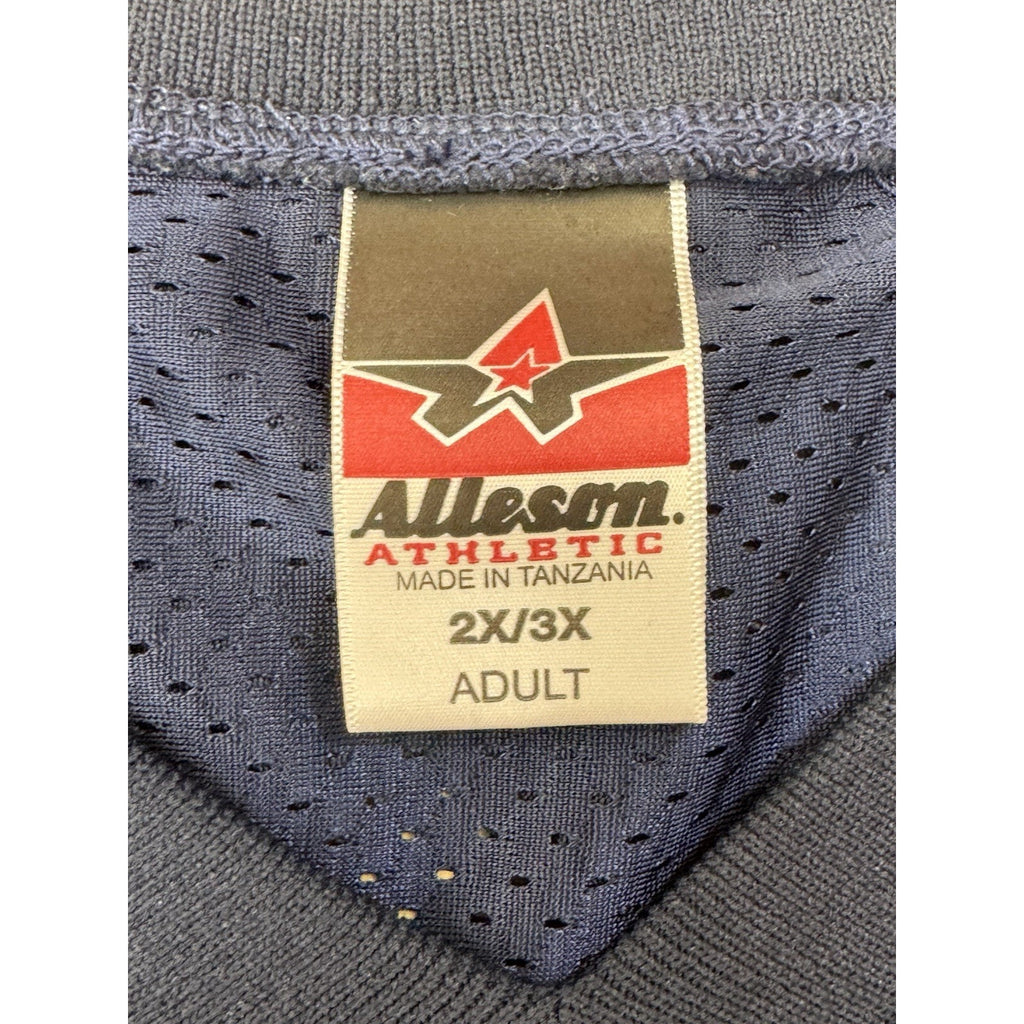 Alleson.
ATHLETIC
MADE IN TANZANIA
2X/3X
ADULT